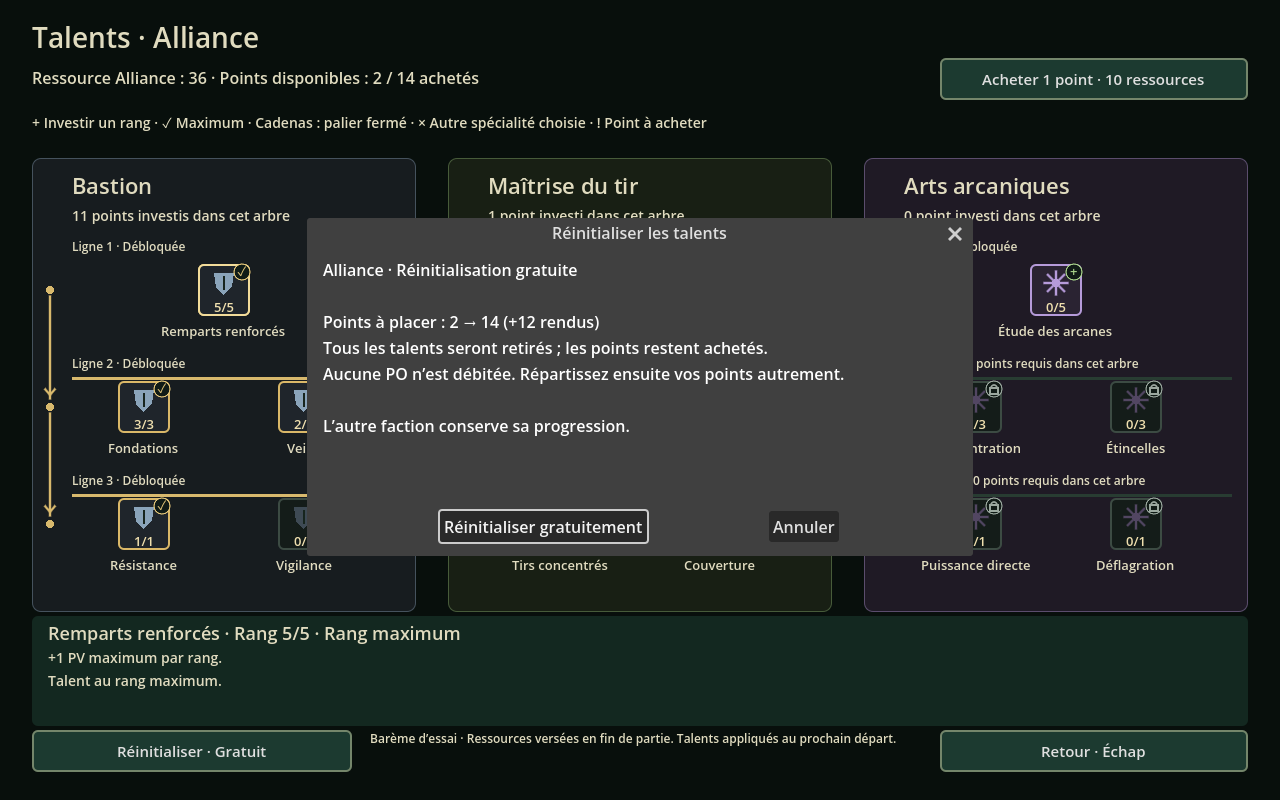 Talents · Alliance
Ressource Alliance : 36 · Points disponibles : 2 / 14 achetés
Acheter 1 point · 10 ressources
+ Investir un rang · ✓ Maximum · Cadenas : palier fermé · × Autre spécialité choisie · ! Point à acheter
Bastion
11 points investis dans cet arbre
Ligne 1 · Débloquée
5/5
Remparts renforcés
Ligne 2 · Débloquée
3/3
Fondations
Ligne 3 · Débloquée
1/1
Résistance
Vigilance
Maîtrise du tir
1 point investi dans cet arbre
Tirs concentrés
Couverture
Arts arcaniques
0 point investi dans cet arbre
0/5
Étude des arcanes
points requis dans cet arbre
0/3
Étincelles
0 points requis dans cet arbre
0/1
Puissance directe
Déflagration
Réinitialiser les talents
Alliance · Réinitialisation gratuite
Points à placer : 2 → 14 (+12 rendus)
Tous les talents seront retirés ; les points restent achetés.
Aucune PO n’est débitée. Répartissez ensuite vos points autrement.
L’autre faction conserve sa progression.
Réinitialiser gratuitement
Annuler
Remparts renforcés · Rang 5/5 · Rang maximum
+1 PV maximum par rang.
Talent au rang maximum.
Réinitialiser · Gratuit
Barème d’essai · Ressources versées en fin de partie. Talents appliqués au prochain départ.
Retour · Échap